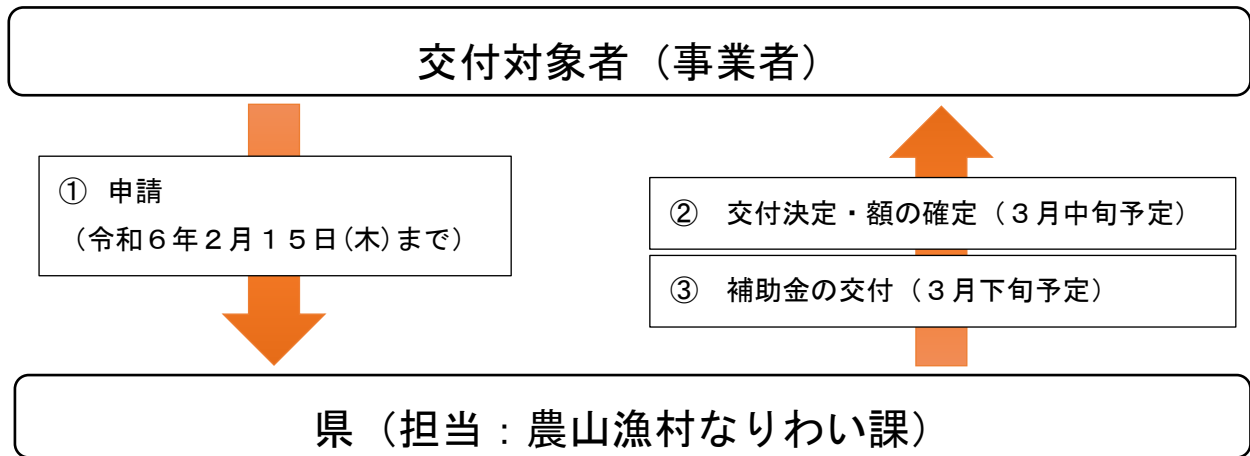 交付対象者（事業者）
① 申請
（令和６年２月１５日(木)まで）
② 交付決定・額の確定（３月中旬予定）
③ 補助金の交付（３月下旬予定）
県（担当：農山漁村なりわい課）